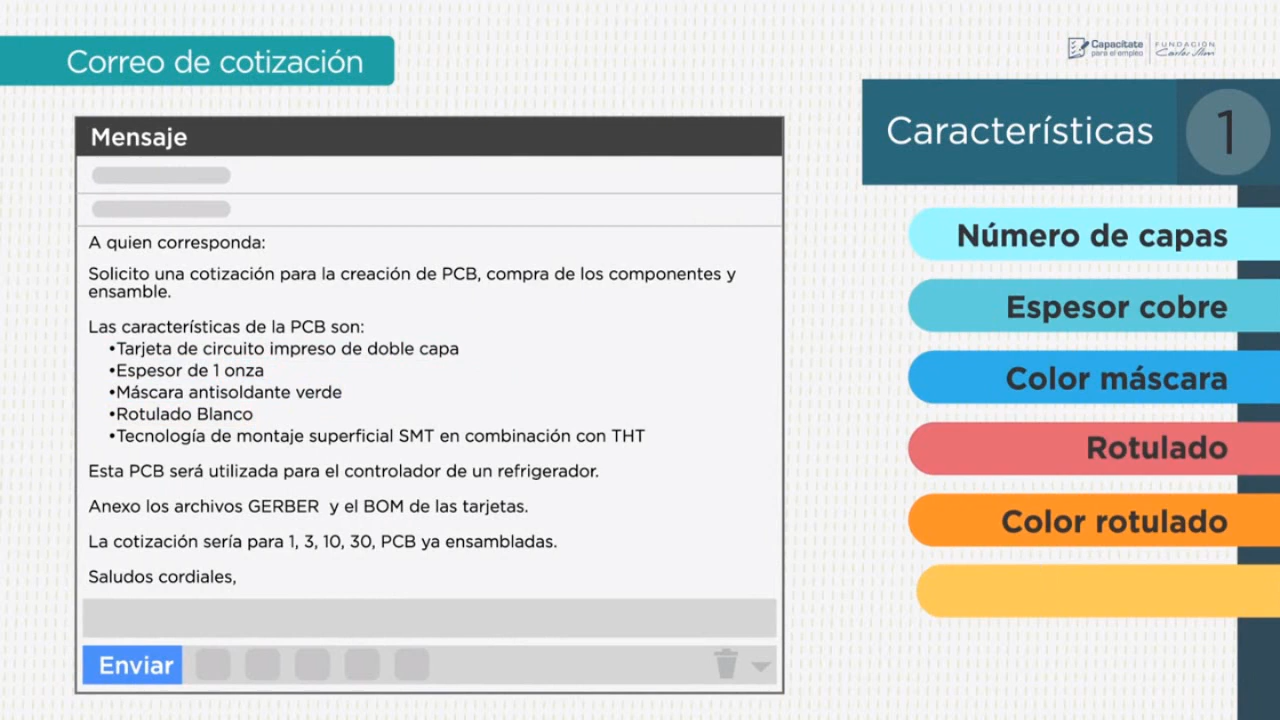 Correo de cotización
Capacítate
para el empleo
FUNDACIÓN
Carlos Slim
Mensaje
A quien corresponda:
Solicito una cotización para la creación de PCB, compra de los componentes y
ensamble.
Las características de la PCB son:
•Tarjeta de circuito impreso de doble capa
•Espesor de 1 onza
•Máscara antisoldante verde
•Rotulado Blanco
•Tecnología de montaje superficial SMT en combinación con THT
Esta PCB será utilizada para el controlador de un refrigerador.
Anexo los archivos GERBER y el BOM de las tarjetas.
La cotización sería para 1, 3, 10, 30, PCB ya ensambladas.
Saludos cordiales,
Enviar
Características 1
Número de capas
Espesor cobre
Color máscara
Rotulado
Color rotulado